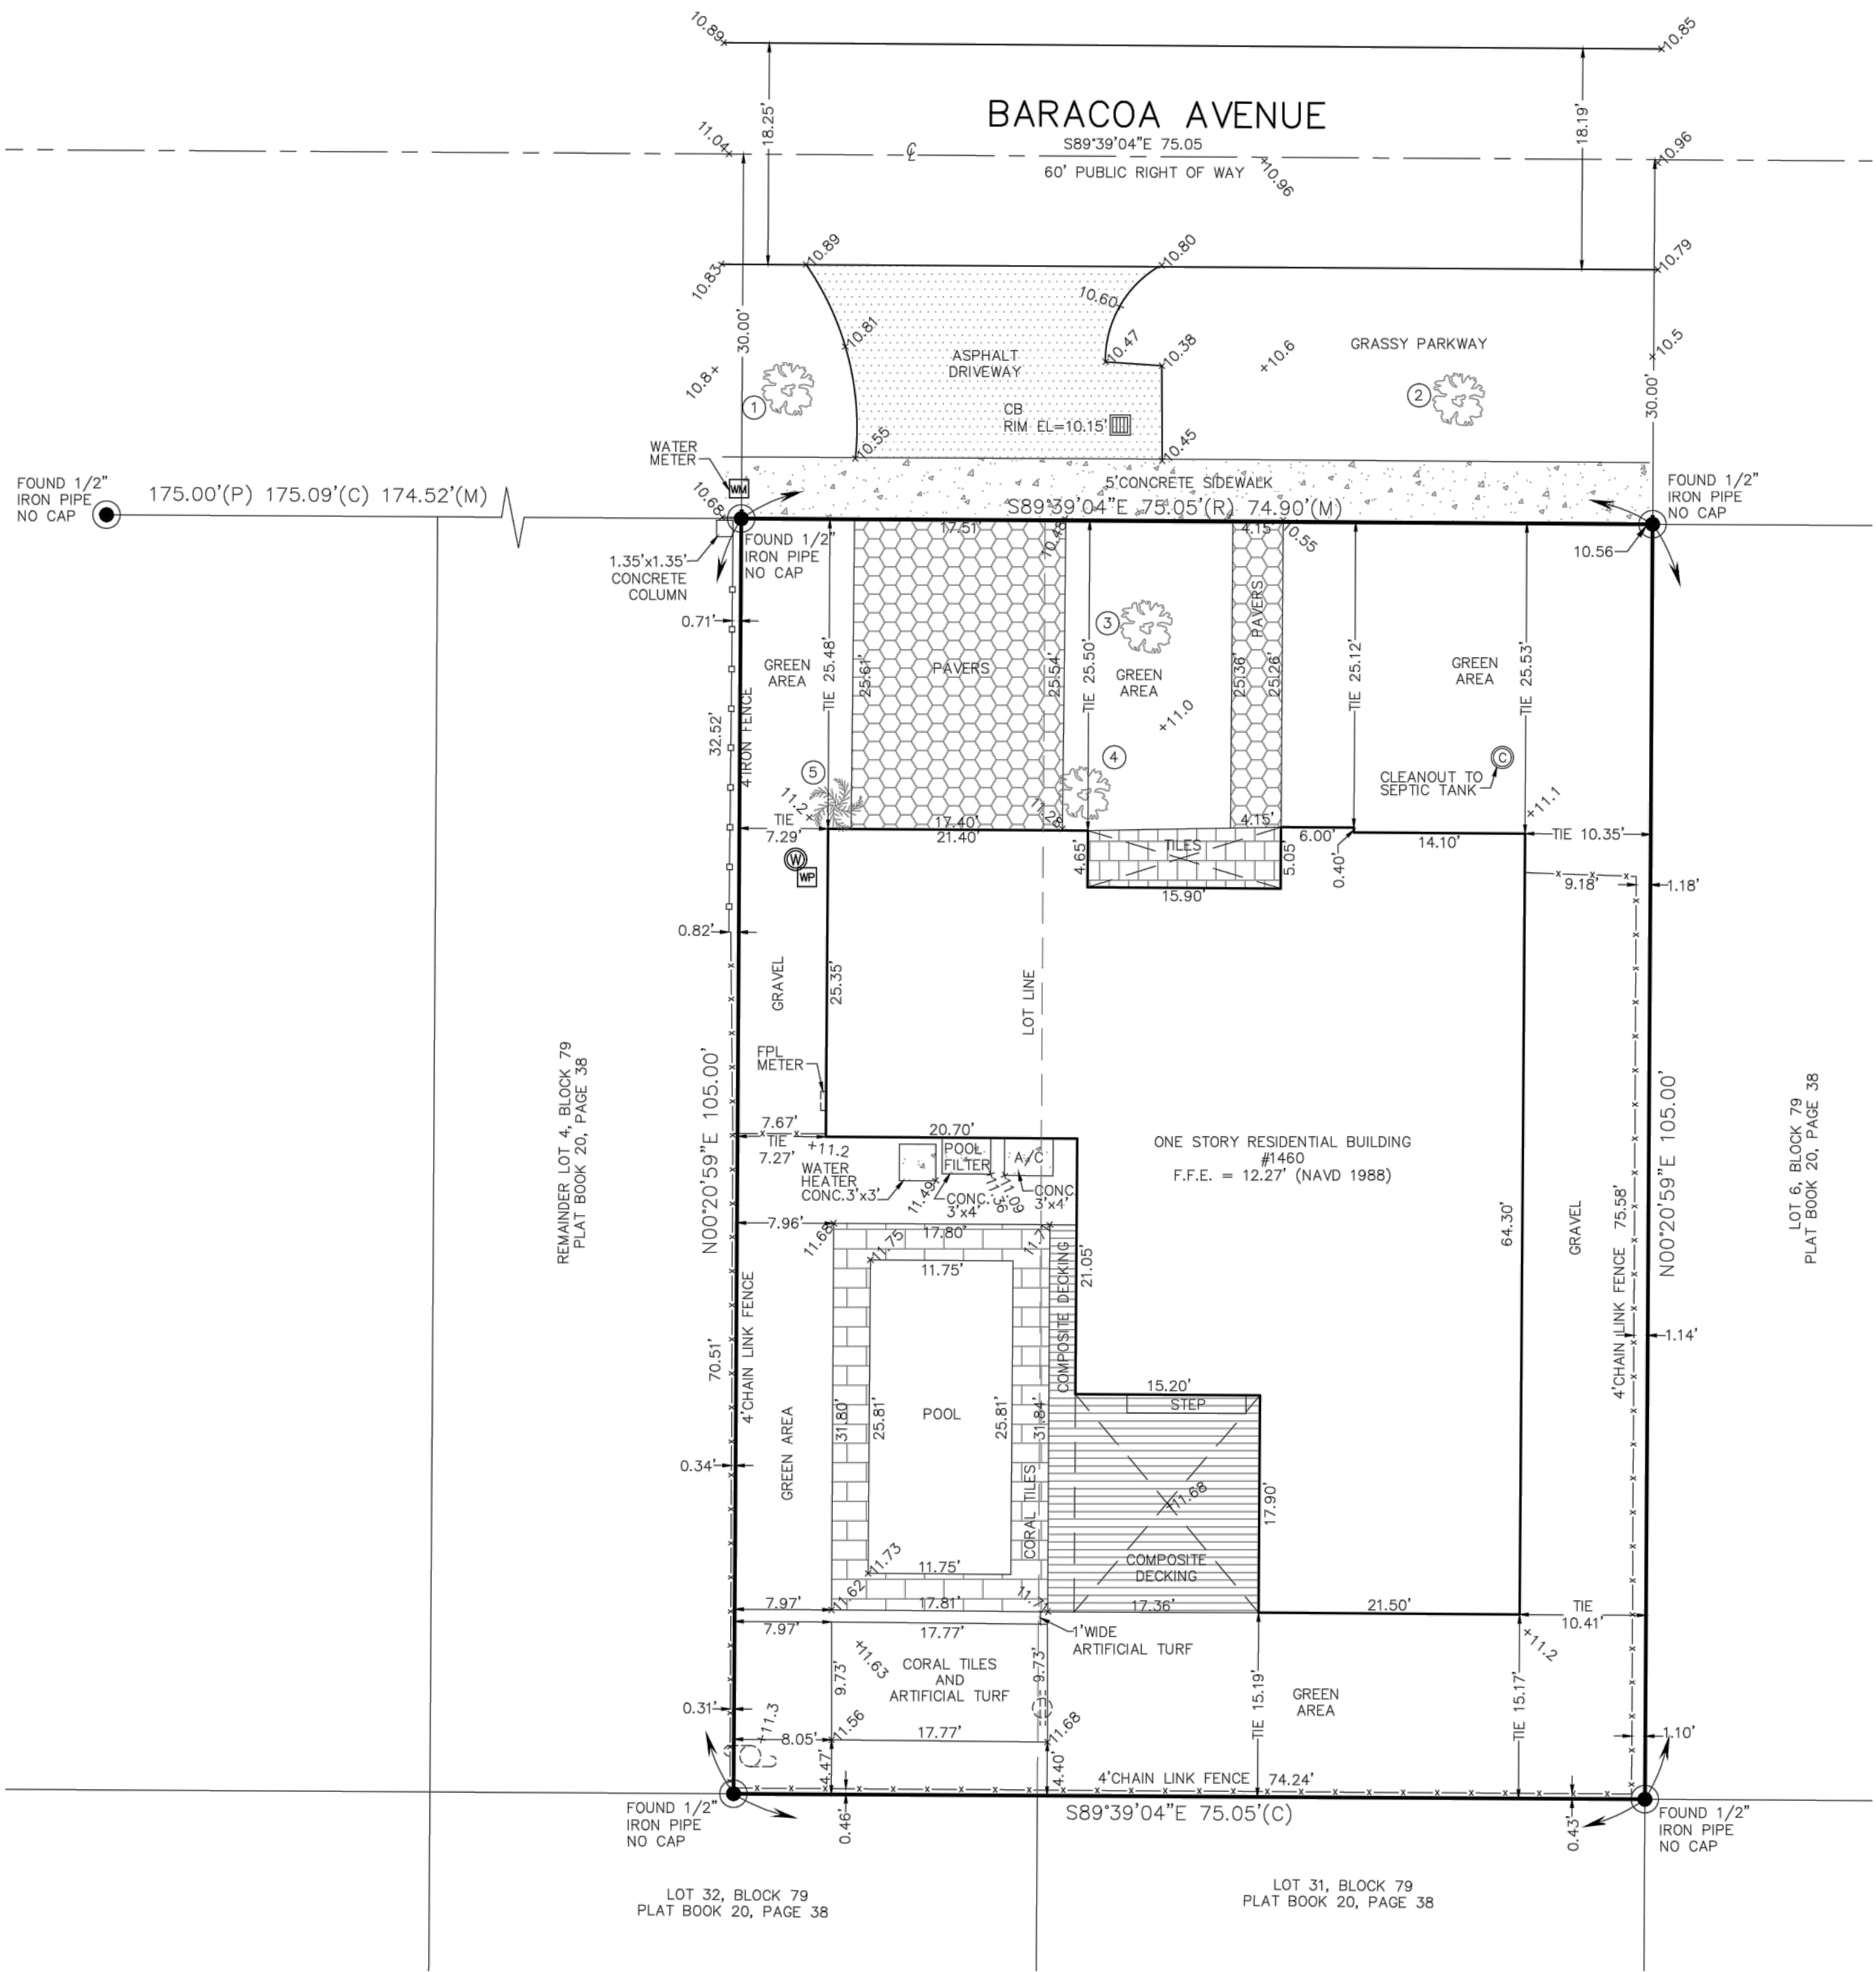 10.89
10.85
18.25'
BARACOA AVENUE
18.19'
11.04
S89°39'04"E 75.05
10.96
℄
60' PUBLIC RIGHT OF WAY
10.96
10.83
10.89
10.80
10.79
30.00'
10.81
10.60
10.47
10.38
10.6
GRASSY PARKWAY
10.5
ASPHALT
DRIVEWAY
10.8
1
2
30.00'
CB
RIM EL=10.15'
10.55
10.45
WATER
METER
WM
FOUND 1/2"
IRON PIPE
NO CAP
175.00'(P) 175.09'(C) 174.52'(M)
10.68
5'CONCRETE SIDEWALK
S89°39'04"E 75.05'(R) 74.90'(M)
FOUND 1/2"
IRON PIPE
NO CAP
FOUND 1/2"
IRON PIPE
NO CAP
17.51'
10.48
4.15'
10.55
10.56
1.35'x1.35'
CONCRETE
COLUMN
0.71'
GREEN
AREA
TIE 25.48'
25.61'
PAVERS
25.54'
TIE 25.50'
3
GREEN
AREA
25.36'
PAVERS
25.26'
TIE 25.12'
GREEN
AREA
TIE 25.53'
32.52'
4'IRON FENCE
11.0
5
4
C
CLEANOUT TO
SEPTIC TANK
11.2
11.28
11.1
TIE
7.29'
17.40'
21.40'
4.15'
6.00'
14.10'
TIE 10.35'
W
WP
4.65'
TILES
5.05'
0.40'
15.90'
9.18'
1.18'
0.82'
GRAVEL
25.35'
LOT LINE
FPL
METER
REMAINDER LOT 4, BLOCK 79
PLAT BOOK 20, PAGE 38
N00°20'59"E 105.00'
7.67'
TIE
7.27'
11.2
20.70'
WATER
HEATER
CONC.3'x3'
POOL
FILTER
A/C
11.49
CONC.
3'x4'
11.36
11.09
CONC.
3'x4'
ONE STORY RESIDENTIAL BUILDING
#1460
F.F.E. = 12.27' (NAVD 1988)
64.30'
GRAVEL
4'CHAIN LINK FENCE 75.58'
N00°20'59"E 105.00'
LOT 6, BLOCK 79
PLAT BOOK 20, PAGE 38
7.96'
11.68
17.80'
11.75
11.71
11.75'
COMPOSITE DECKING
21.05'
1.14'
70.51'
4'CHAIN LINK FENCE
15.20'
STEP
31.80'
25.81'
POOL
25.81'
31.84'
GREEN AREA
0.34'
CORAL TILES
11.68
17.90'
COMPOSITE
DECKING
11.73
11.75'
11.62
11.71
7.97'
17.81'
17.36'
21.50'
TIE
10.41'
7.97'
17.77'
1'WIDE
ARTIFICIAL TURF
11.2
11.63
CORAL TILES
AND
ARTIFICIAL TURF
9.73'
9.73'
TIE 15.19'
GREEN
AREA
TIE 15.17'
0.31'
11.3
8.05'
11.56
17.77'
11.68
1.10'
4.47'
4.40'
4'CHAIN LINK FENCE 74.24'
S89°39'04"E 75.05'(C)
FOUND 1/2"
IRON PIPE
NO CAP
0.46'
0.43'
FOUND 1/2"
IRON PIPE
NO CAP
LOT 32, BLOCK 79
PLAT BOOK 20, PAGE 38
LOT 31, BLOCK 79
PLAT BOOK 20, PAGE 38